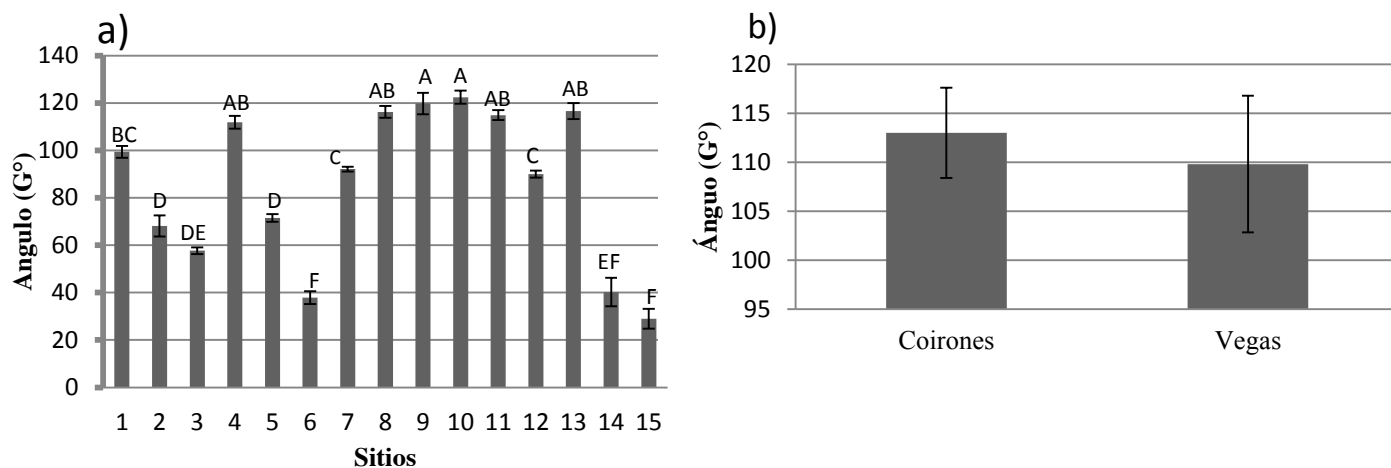 a)
140
120
100
80
60
40
20
0
Angulo (G°)
BC
D
DE
AB
D
F
C
AB
A
A
AB
C
AB
EF
F
1 2 3 4 5 6 7 8 9 10 11 12 13 14 15
Sitios
b)
120
115
110
105
100
95
Ánguo (G°)
Coirones Vegas